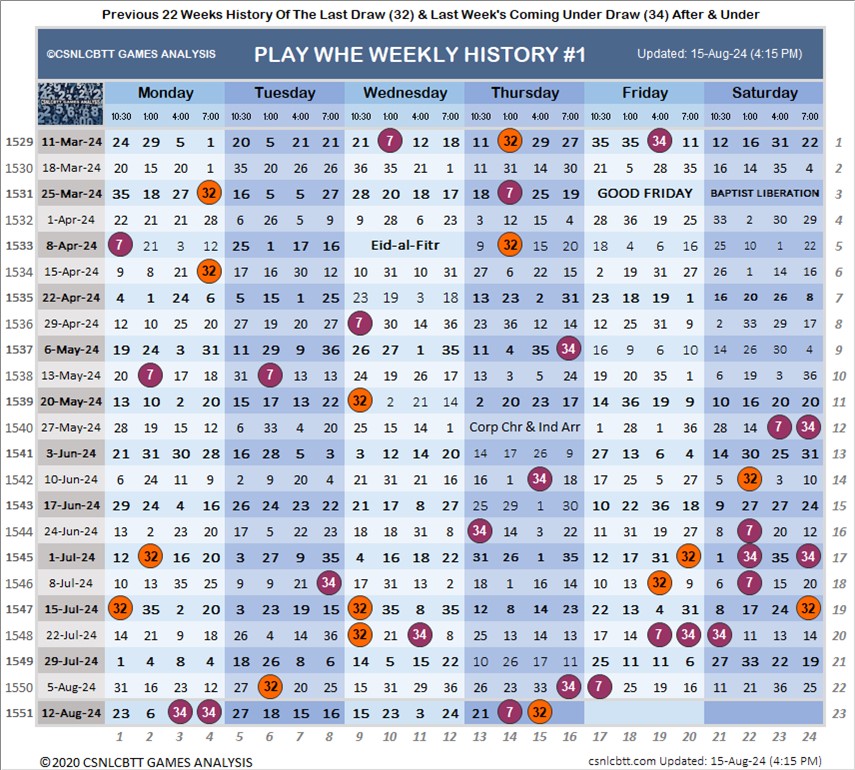 Previous 22 Weeks History Of The Last Draw (32) & Last Week's Coming Under Draw (34) After & Under
©CSNLCBTT GAMES ANALYSIS PLAY WHE WEEKLY HISTORY #1 Updated: 15-Aug-24 (4:15 PM)
CSNLCBTT GAMES ANALYSIS Monday Tuesday Wednesday Thursday Friday Saturday
10:30 1:00 4:00 7:00 10:30 1:00 4:00 7:00 10:30 1:00 4:00 7:00 10:30 1:00 4:00 7:00 10:30 1:00 4:00 7:00 10:30 1:00 4:00 7:00
1529 11-Mar-24 24 29 5 1 20 5 21 21 21 7 12 18 11 32 29 27 35 35 34 11 12 16 31 22 1
1530 18-Mar-24 20 15 20 1 35 20 26 26 36 35 21 1 11 31 14 30 21 5 28 35 16 14 35 4 2
1531 25-Mar-24 35 18 27 32 16 5 5 27 28 20 18 17 18 7 25 19 GOOD FRIDAY BAPTIST LIBERATION 3
1532 1-Apr-24 22 21 21 28 6 26 5 9 9 28 6 23 3 12 15 4 28 36 19 25 33 2 30 29 4
1533 8-Apr-24 7 21 3 12 25 1 17 16 Eid-al-Fitr 9 32 15 20 18 4 6 16 25 10 1 22 5
1534 15-Apr-24 9 8 21 32 17 16 30 12 10 31 10 31 27 6 22 15 2 19 31 27 26 1 14 16 6
1535 22-Apr-24 4 1 24 6 5 15 1 25 23 19 3 18 13 23 2 31 23 18 19 1 16 20 26 8 7
1536 29-Apr-24 12 10 25 20 27 19 20 27 7 30 14 36 23 36 12 14 12 25 31 9 2 33 29 17 8
1537 6-May-24 19 24 3 31 11 29 9 36 26 27 1 35 11 4 35 34 16 9 6 10 14 26 30 4 9
1538 13-May-24 20 7 17 18 31 7 13 13 24 19 26 17 13 3 5 24 19 20 35 1 6 19 3 36 10
1539 20-May-24 13 10 2 20 15 17 13 22 32 2 21 14 2 20 23 17 14 36 19 9 10 16 20 20 11
1540 27-May-24 28 19 15 12 6 33 4 20 25 15 14 1 Corp Chr & Ind Arr 1 28 1 36 28 14 7 34 12
1541 3-Jun-24 21 31 30 28 16 28 5 3 3 12 14 20 14 17 26 9 27 13 6 4 14 30 25 31 13
1542 10-Jun-24 6 24 11 11 2 9 20 4 21 31 21 16 16 1 34 18 17 25 5 27 5 32 3 10 14
1543 17-Jun-24 29 24 4 16 26 24 23 22 21 17 8 27 25 29 1 30 10 22 36 18 9 27 27 24 15
1544 24-Jun-24 13 2 23 20 17 5 22 23 18 18 31 8 34 14 3 22 11 31 19 27 8 7 20 12 16
1545 1-Jul-24 12 32 16 20 3 27 9 35 4 16 18 22 31 26 1 35 12 17 31 32 1 34 35 34 17
1546 8-Jul-24 10 13 35 25 9 9 21 34 17 31 13 2 18 1 16 14 10 13 32 9 6 7 15 20 18
1547 15-Jul-24 32 35 2 20 3 23 19 15 32 35 8 35 12 8 14 23 22 13 4 31 8 17 24 32 19
1548 22-Jul-24 14 21 9 18 26 4 14 36 32 21 34 8 25 13 14 13 17 14 7 34 34 11 13 14 20
1549 29-Jul-24 1 4 8 4 18 26 8 6 14 5 15 22 10 26 17 11 25 11 11 6 27 33 22 19 21
1550 5-Aug-24 31 16 23 12 27 32 20 25 15 31 29 36 26 23 33 34 7 25 19 16 11 21 36 25 22
1551 12-Aug-24 23 6 34 34 27 18 15 16 15 23 3 24 21 7 32 23
1 2 3 4 5 6 7 8 9 10 11 12 13 14 15 16 17 18 19 20 21 22 23 24
©2020 CSNLCBTT GAMES ANALYSIS csnlcbtt.com Updated: 15-Aug-24 (4:15 PM)